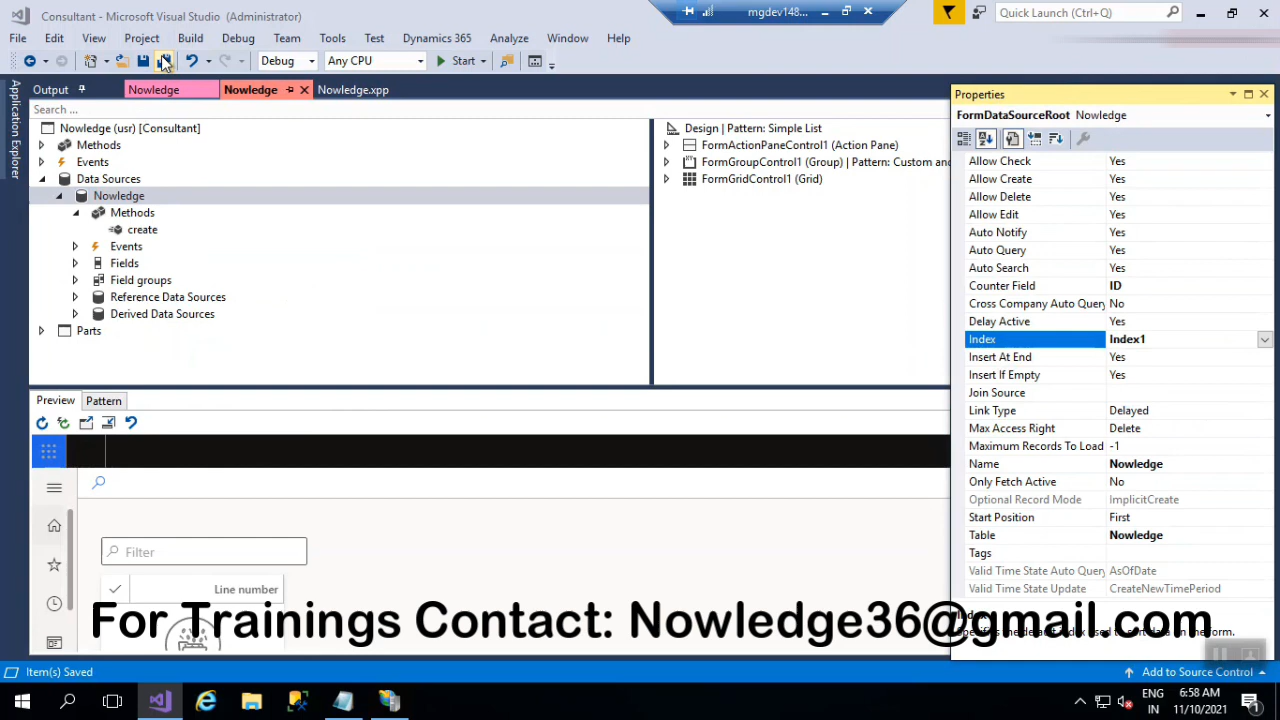 Consultant - Microsoft Visual Studio (Administrator)
mgdev148...
Quick Launch (Ctrl+Q)
File Edit View Project Build Debug Team Tools Test Dynamics 365 Analyze Window Help
Debug Any CPU Start
Application Explorer
Output Nowledge Nowledge Nowledge.xpp
Search ...
Nowledge (usr) [Consultant]
Methods
Events
Data Sources
Nowledge
Methods
create
Events
Fields
Field groups
Reference Data Sources
Derived Data Sources
Parts
Design | Pattern: Simple List
FormActionPaneControl1 (Action Pane)
FormGroupControl1 (Group) | Pattern: Custom and
FormGridControl1 (Grid)
Preview Pattern
Filter
Line number
Properties
FormDataSourceRoot Nowledge
Allow Check Yes
Allow Create Yes
Allow Delete Yes
Allow Edit Yes
Auto Notify Yes
Auto Query Yes
Auto Search Yes
Counter Field ID
Cross Company Auto Query No
Delay Active Yes
Index Index1
Insert At End Yes
Insert If Empty Yes
Join Source
Link Type Delayed
Max Access Right Delete
Maximum Records To Load -1
Name Nowledge
Only Fetch Active No
Optional Record Mode ImplicitCreate
Start Position First
Table Nowledge
Tags
Valid Time State Auto Query AsOfDate
Valid Time State Update CreateNewTimePeriod
For Trainings Contact: Nowledge36@gmail.com
Item(s) Saved
Add to Source Control
ENG
IN
6:58 AM
11/10/2021